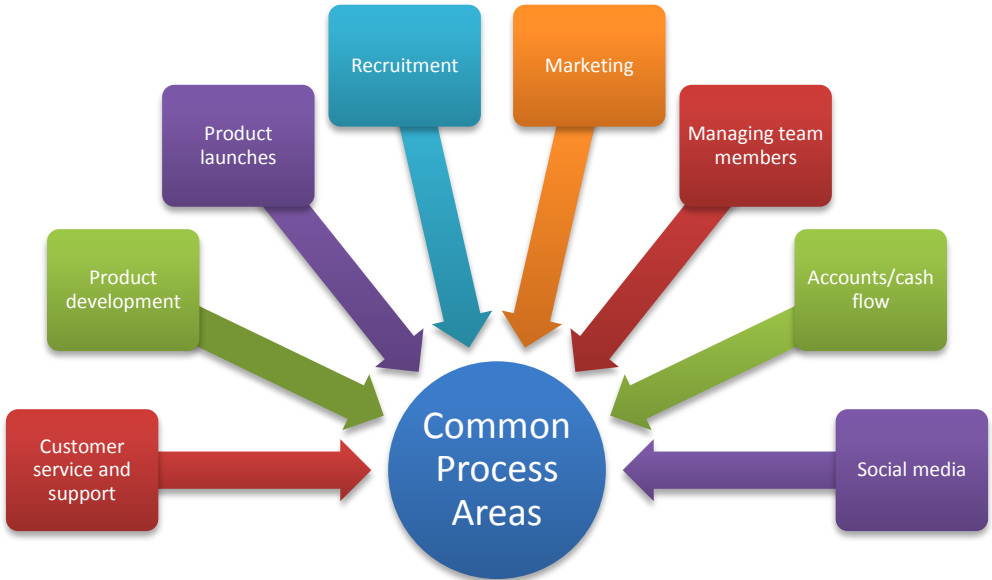 Recruitment
Marketing
Product
launches
Managing team
members
Product
development
Accounts/cash
flow
Customer
service and
support
Common
Process
Areas
Social media